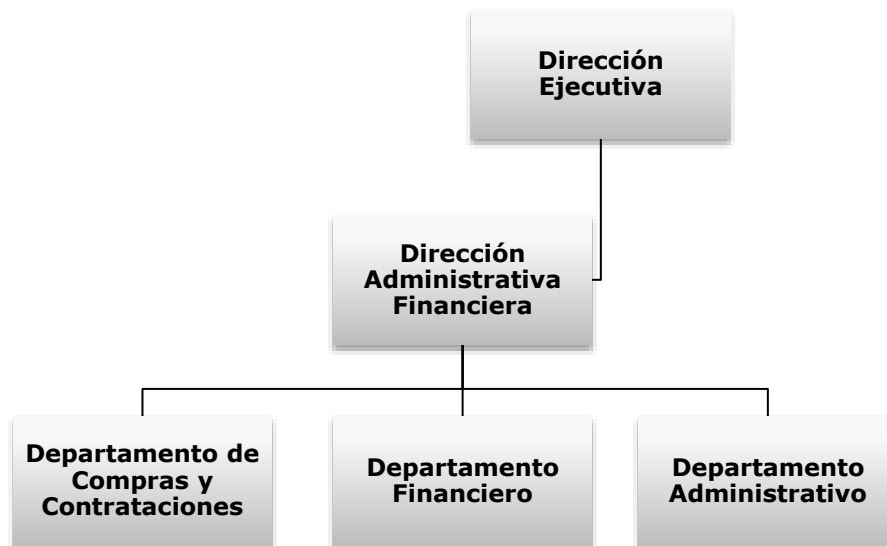 Dirección
Ejecutiva
Dirección
Administrativa
Financiera
Departamento de
Compras y
Contrataciones
Departamento
Financiero
Departamento
Administrativo